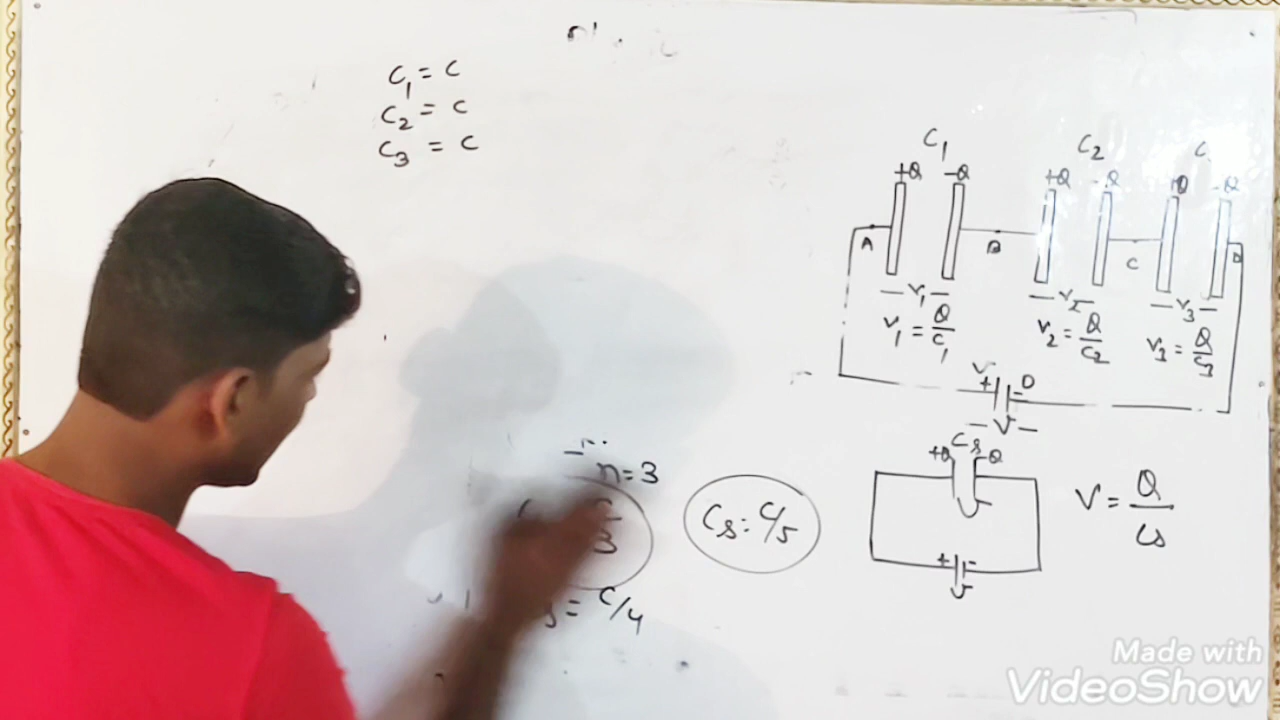 C1 = C
C2 = C
C3 = C
C1 C2 C
+Q -Q +Q -Q +Q -Q
A B C D
V1 V2 V3
V1 = Q/C1 V2 = Q/C2 V3 = Q/C3
V
+ - D
V
Cs
+Q -Q
V
+ -
V
V = Q/Cs
n=3
C/3
Cs = C/5
s = C/4
Made with
VideoShow